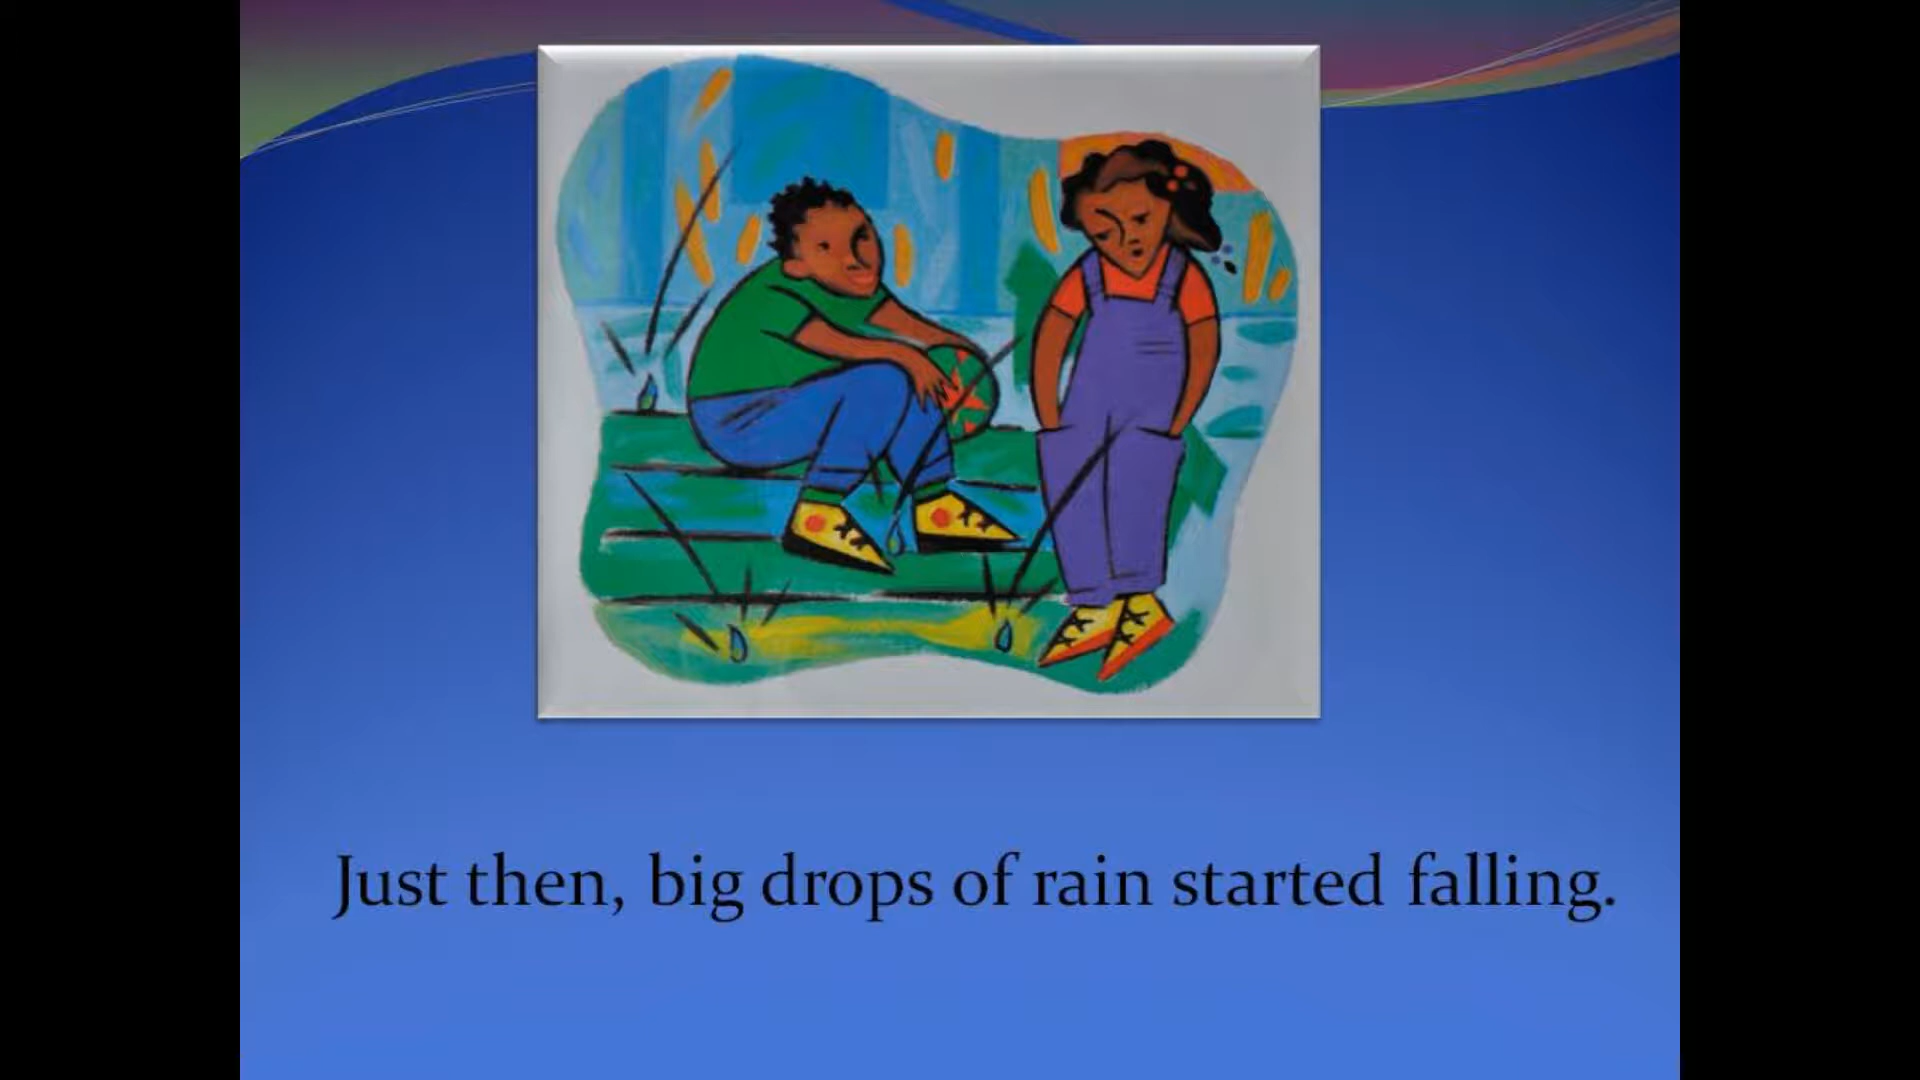 Just then, big drops of rain started falling.